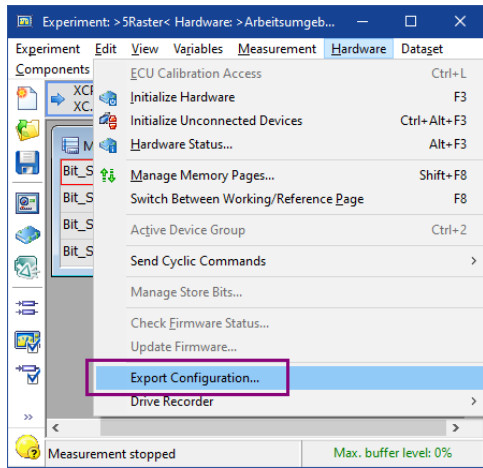 Experiment: >5Raster< Hardware: >Arbeitsumgeb...
Experiment Edit View Variables Measurement Hardware Dataset
Components
ECU Calibration Access Ctrl+L
XCP
XC.
Initialize Hardware F3
Initialize Unconnected Devices Ctrl+Alt+F3
M
Hardware Status... Alt+F3
Bit_S
Manage Memory Pages... Shift+F8
Bit_S
Switch Between Working/Reference Page F8
Bit_S
Active Device Group Ctrl+2
Bit_S
Send Cyclic Commands >
Manage Store Bits...
Check Firmware Status...
Update Firmware...
Export Configuration...
Drive Recorder >
Measurement stopped Max. buffer level: 0%